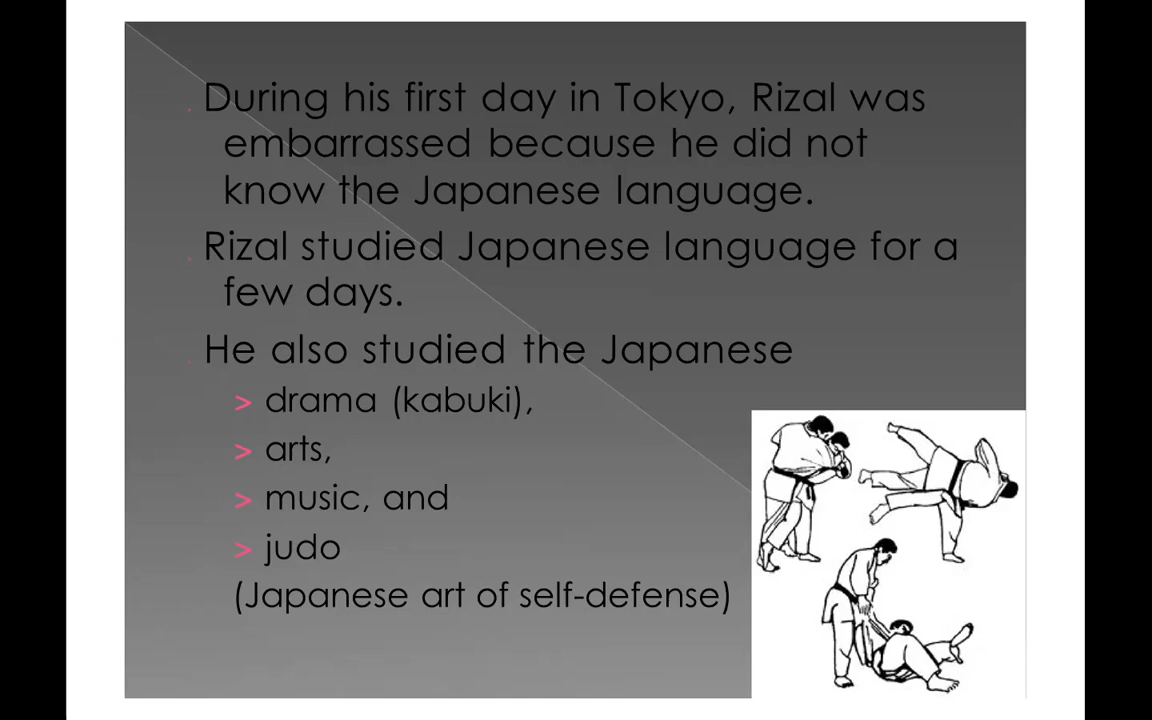 During his first day in Tokyo, Rizal was
embarrassed because he did not
know the Japanese language.
Rizal studied Japanese language for a
few days.
He also studied the Japanese
> drama (kabuki),
> arts,
> music, and
> judo
(Japanese art of self-defense)